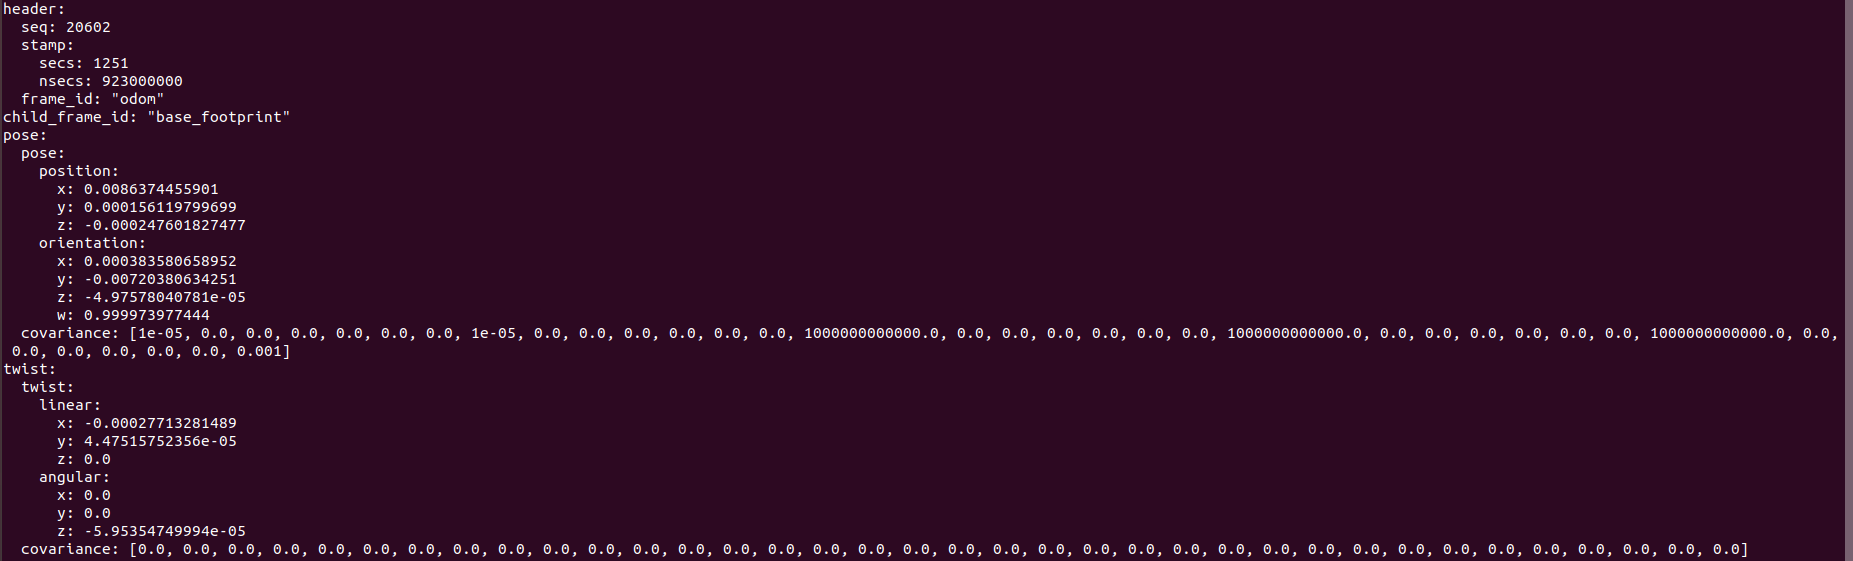 header:
  seq: 20602
  stamp:
    secs: 1251
    nsecs: 923000000
  frame_id: "odom"
child_frame_id: "base_footprint"
pose:
  pose:
    position:
      x: 0.0086374455901
      y: 0.000156119799699
      z: -0.000247601827477
    orientation:
      x: 0.000383580658952
      y: -0.00720380634251
      z: -4.97578040781e-05
      w: 0.999973977444
  covariance: [1e-05, 0.0, 0.0, 0.0, 0.0, 0.0, 0.0, 1e-05, 0.0, 0.0, 0.0, 0.0, 0.0, 0.0, 1000000000000.0, 0.0, 0.0, 0.0, 0.0, 0.0, 0.0, 1000000000000.0, 0.0, 0.0, 0.0, 0.0, 0.0, 0.0, 1000000000000.0, 0.0,
 0.0, 0.0, 0.0, 0.0, 0.0, 0.001]
twist:
  twist:
    linear:
      x: -0.00027713281489
      y: 4.47515752356e-05
      z: 0.0
    angular:
      x: 0.0
      y: 0.0
      z: -5.95354749994e-05
  covariance: [0.0, 0.0, 0.0, 0.0, 0.0, 0.0, 0.0, 0.0, 0.0, 0.0, 0.0, 0.0, 0.0, 0.0, 0.0, 0.0, 0.0, 0.0, 0.0, 0.0, 0.0, 0.0, 0.0, 0.0, 0.0, 0.0, 0.0, 0.0, 0.0, 0.0, 0.0, 0.0, 0.0, 0.0, 0.0, 0.0]